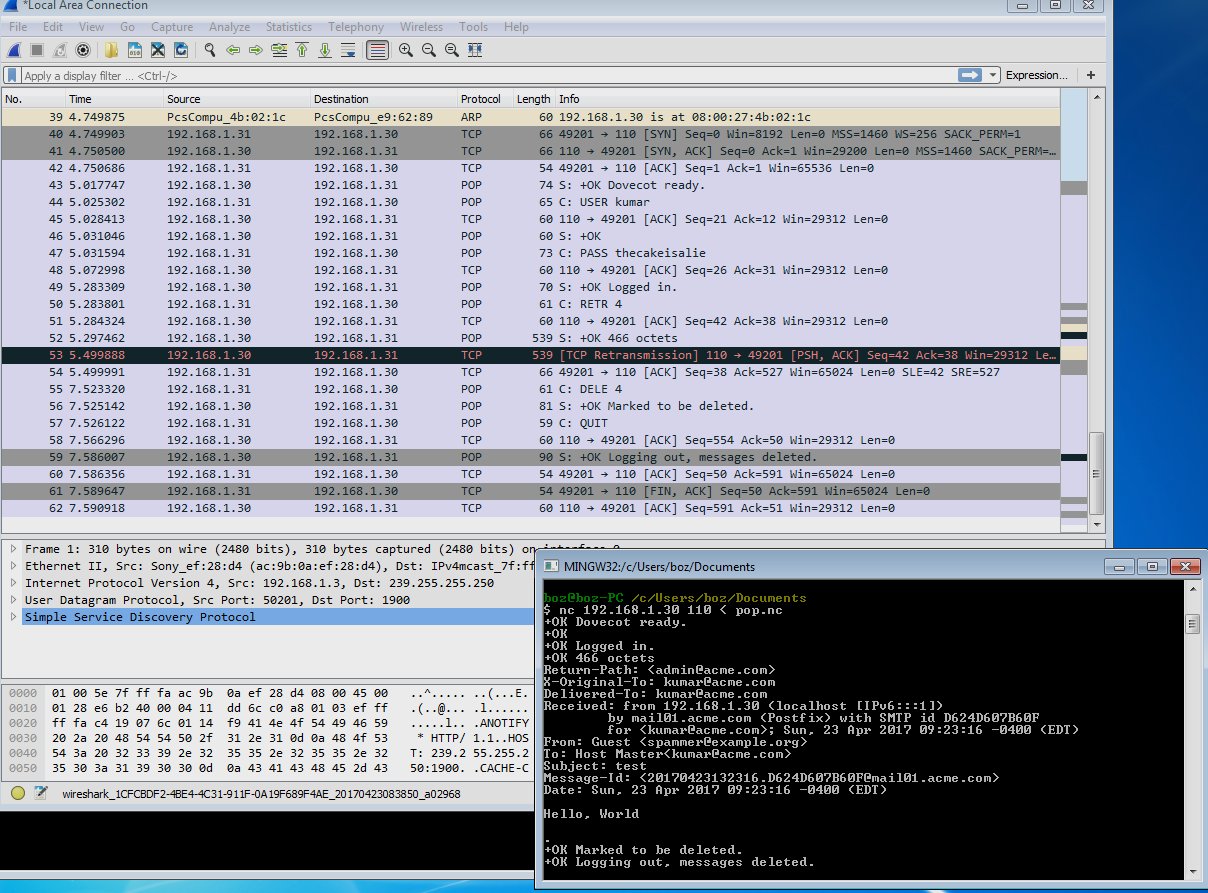 *Local Area Connection
File Edit View Go Capture Analyze Statistics Telephony Wireless Tools Help
Apply a display filter ... <Ctrl-/> Expression... +
No. Time Source Destination Protocol Length Info
39 4.749875 PcsCompu_4b:02:1c PcsCompu_e9:62:89 ARP 60 192.168.1.30 is at 08:00:27:4b:02:1c
40 4.749903 192.168.1.31 192.168.1.30 TCP 66 49201 → 110 [SYN] Seq=0 Win=8192 Len=0 MSS=1460 WS=256 SACK_PERM=1
41 4.750500 192.168.1.30 192.168.1.31 TCP 66 110 → 49201 [SYN, ACK] Seq=0 Ack=1 Win=29200 Len=0 MSS=1460 SACK_PERM=…
42 4.750686 192.168.1.31 192.168.1.30 TCP 54 49201 → 110 [ACK] Seq=1 Ack=1 Win=65536 Len=0
43 5.017747 192.168.1.30 192.168.1.31 POP 74 S: +OK Dovecot ready.
44 5.025302 192.168.1.31 192.168.1.30 POP 65 C: USER kumar
45 5.028413 192.168.1.30 192.168.1.31 TCP 60 110 → 49201 [ACK] Seq=21 Ack=12 Win=29312 Len=0
46 5.031046 192.168.1.30 192.168.1.31 POP 60 S: +OK
47 5.031594 192.168.1.31 192.168.1.30 POP 73 C: PASS thecakeisalie
48 5.072998 192.168.1.30 192.168.1.31 TCP 60 110 → 49201 [ACK] Seq=26 Ack=31 Win=29312 Len=0
49 5.283309 192.168.1.30 192.168.1.31 POP 70 S: +OK Logged in.
50 5.283801 192.168.1.31 192.168.1.30 POP 61 C: RETR 4
51 5.284324 192.168.1.30 192.168.1.31 TCP 60 110 → 49201 [ACK] Seq=42 Ack=38 Win=29312 Len=0
52 5.297462 192.168.1.30 192.168.1.31 POP 539 S: +OK 466 octets
53 5.499888 192.168.1.30 192.168.1.31 TCP 539 [TCP Retransmission] 110 → 49201 [PSH, ACK] Seq=42 Ack=38 Win=29312 Le…
54 5.499991 192.168.1.31 192.168.1.30 TCP 66 49201 → 110 [ACK] Seq=38 Ack=527 Win=65024 Len=0 SLE=42 SRE=527
55 7.523320 192.168.1.31 192.168.1.30 POP 61 C: DELE 4
56 7.525142 192.168.1.30 192.168.1.31 POP 81 S: +OK Marked to be deleted.
57 7.526122 192.168.1.31 192.168.1.30 POP 59 C: QUIT
58 7.566296 192.168.1.30 192.168.1.31 TCP 60 110 → 49201 [ACK] Seq=554 Ack=50 Win=29312 Len=0
59 7.586007 192.168.1.30 192.168.1.31 POP 90 S: +OK Logging out, messages deleted.
60 7.586356 192.168.1.31 192.168.1.30 TCP 54 49201 → 110 [ACK] Seq=50 Ack=591 Win=65024 Len=0
61 7.589647 192.168.1.31 192.168.1.30 TCP 54 49201 → 110 [FIN, ACK] Seq=50 Ack=591 Win=65024 Len=0
62 7.590918 192.168.1.30 192.168.1.31 TCP 60 110 → 49201 [ACK] Seq=591 Ack=51 Win=29312 Len=0
Frame 1: 310 bytes on wire (2480 bits), 310 bytes captured (2480 bits) on interface 0
Ethernet II, Src: Sony_ef:28:d4 (ac:9b:0a:ef:28:d4), Dst: IPv4mcast_7f:ff
Internet Protocol Version 4, Src: 192.168.1.3, Dst: 239.255.255.250
User Datagram Protocol, Src Port: 50201, Dst Port: 1900
Simple Service Discovery Protocol
0000 01 00 5e 7f ff fa ac 9b 0a ef 28 d4 08 00 45 00 ..^..... ..(...E.
0010 01 28 e6 b2 40 00 04 11 dd 6c c0 a8 01 03 ef ff .(..@... .l......
0020 ff fa c4 19 07 6c 01 14 f9 41 4e 4f 54 49 46 59 .....l.. .ANOTIFY
0030 20 2a 20 48 54 54 50 2f 31 2e 31 0d 0a 48 4f 53 * HTTP/ 1.1..HOS
0040 54 3a 20 32 33 39 2e 32 35 35 2e 32 35 35 2e 32 T: 239.2 55.255.2
0050 35 30 3a 31 39 30 30 0d 0a 43 41 43 48 45 2d 43 50:1900. .CACHE-C
wireshark_1CFCBDF2-4BE4-4C31-911F-0A19F689F4AE_20170423083850_a02968
MINGW32:/c/Users/boz/Documents
boz@boz-PC /c/Users/boz/Documents
$ nc 192.168.1.30 110 < pop.nc
+OK Dovecot ready.
+OK
+OK Logged in.
+OK 466 octets
Return-Path: <admin@acme.com>
X-Original-To: kumar@acme.com
Delivered-To: kumar@acme.com
Received: from 192.168.1.30 (localhost [IPv6:::1])
by mail01.acme.com (Postfix) with SMTP id D624D607B60F
for <kumar@acme.com>; Sun, 23 Apr 2017 09:23:16 -0400 (EDT)
From: Guest <spammer@example.org>
To: Host Master<kumar@acme.com>
Subject: test
Message-Id: <20170423132316.D624D607B60F@mail01.acme.com>
Date: Sun, 23 Apr 2017 09:23:16 -0400 (EDT)
Hello, World
.
+OK Marked to be deleted.
+OK Logging out, messages deleted.